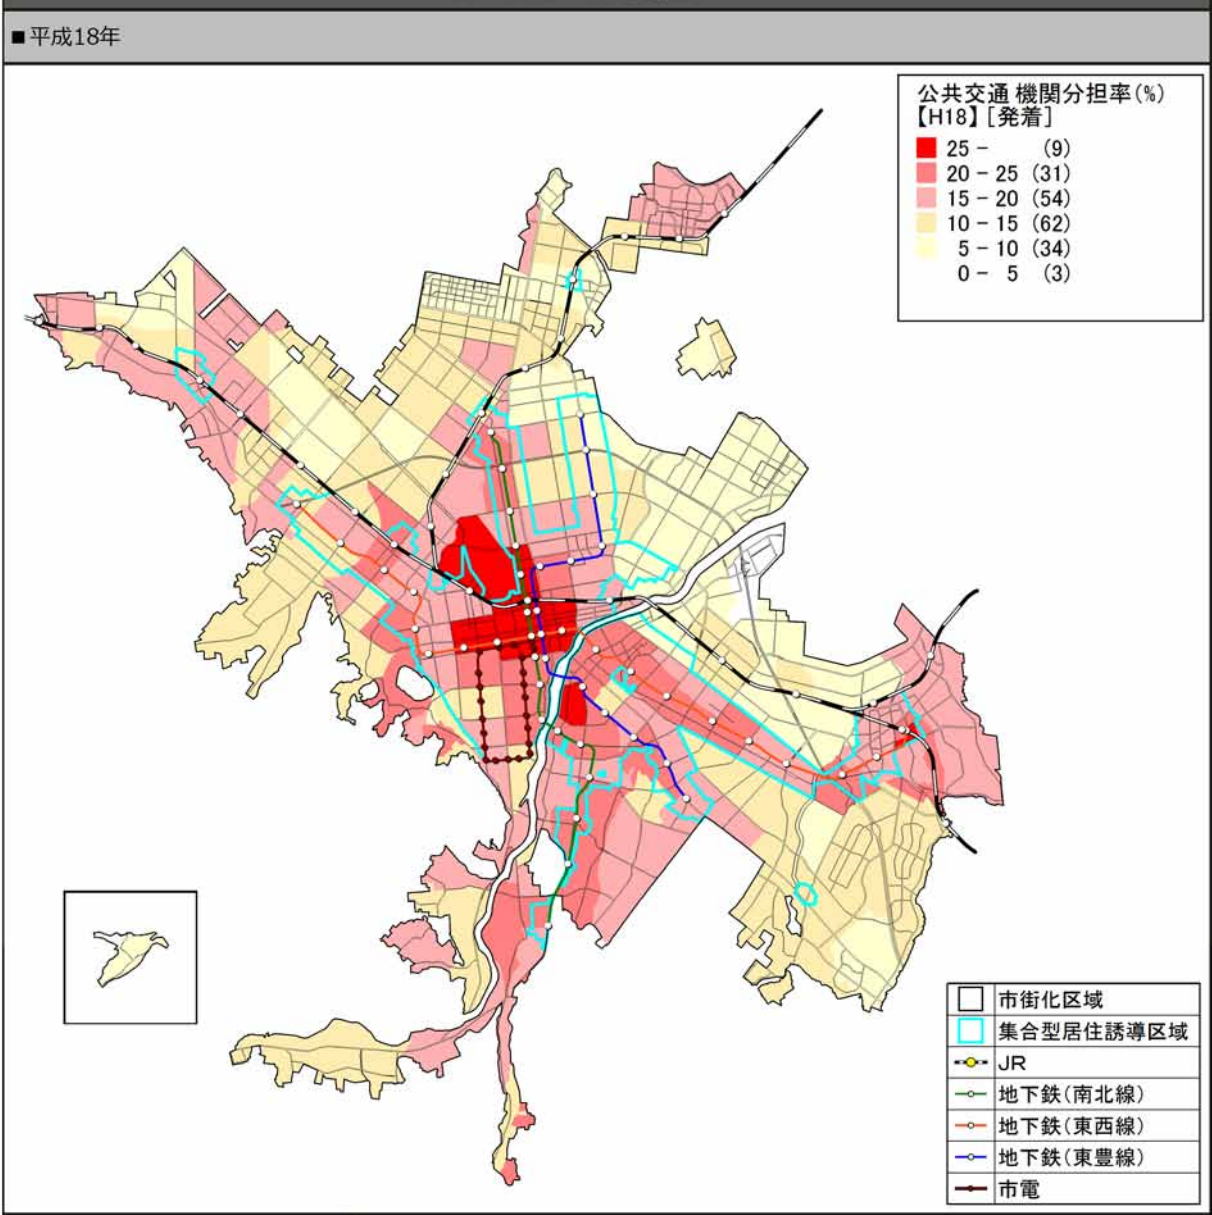 ■平成18年
公共交通機関分担率(%)
【H18】[発着]
25 - (9)
20 - 25 (31)
15 - 20 (54)
10 - 15 (62)
5 - 10 (34)
0 - 5 (3)
市街化区域
集合型居住誘導区域
JR
地下鉄(南北線)
地下鉄(東西線)
地下鉄(東豊線)
市電